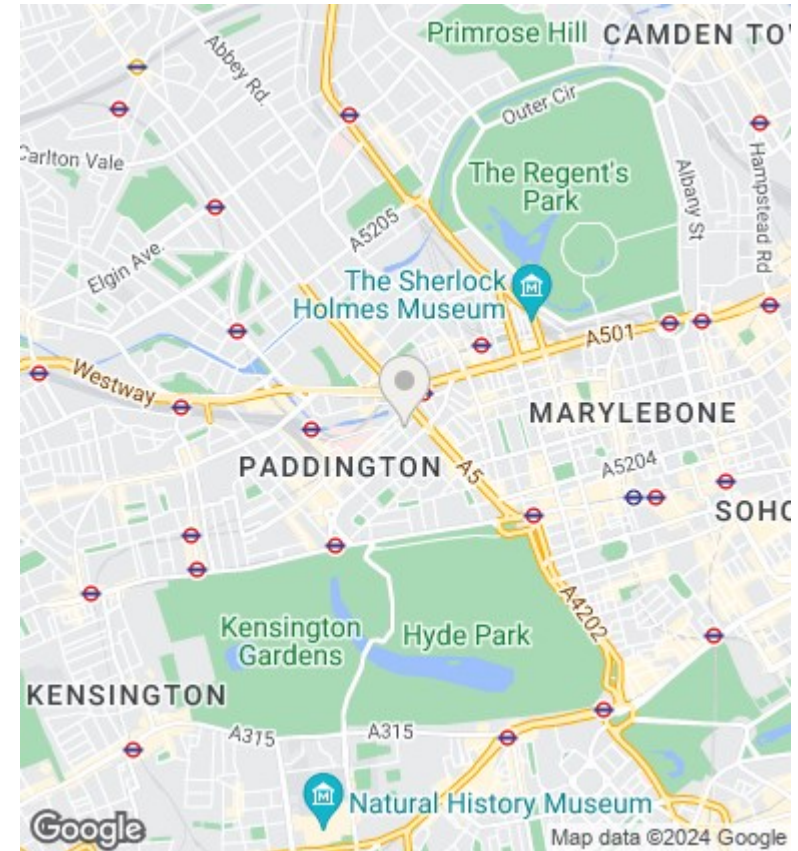 Primrose Hill
CAMDEN TO
Abbey Rd.
Outer Cir
Carlton Vale
The Regent's
Park
Albany St
Hampstead Rd
A5205
Elgin Ave.
The Sherlock
Holmes Museum
A501
Westway
MARYLEBONE
PADDINGTON
A5
A5204
SOHO
A4202
Kensington
Gardens
Hyde Park
KENSINGTON
A315
A315
Natural History Museum
Google
Map data ©2024 Google